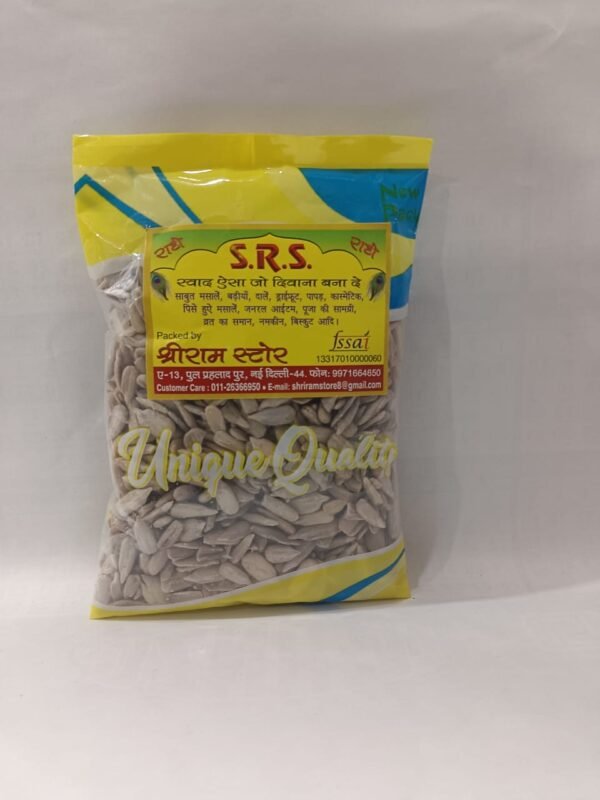 New
Pack
राधे
S.R.S.
राधे
स्वाद ऐसा जो दिवाना बना दे
साबुत मसालें, बड़ीयाँ, दालें, ड्राईफ्रूट, पापड़, कास्मेटिक,
पिसे हुऐ मसालें, जनरल आईटम, पूजा की सामग्री,
व्रत का समान, नमकीन, बिस्कुट आदि।
Packed by
fssai
श्रीराम स्टोर
13317010000060
ए-13, पुल प्रहलाद पुर, नई दिल्ली-44. फोन: 9971664650
Customer Care : 011-26366950 • E-mail: shriramstore8@gmail.com
Unique Quality